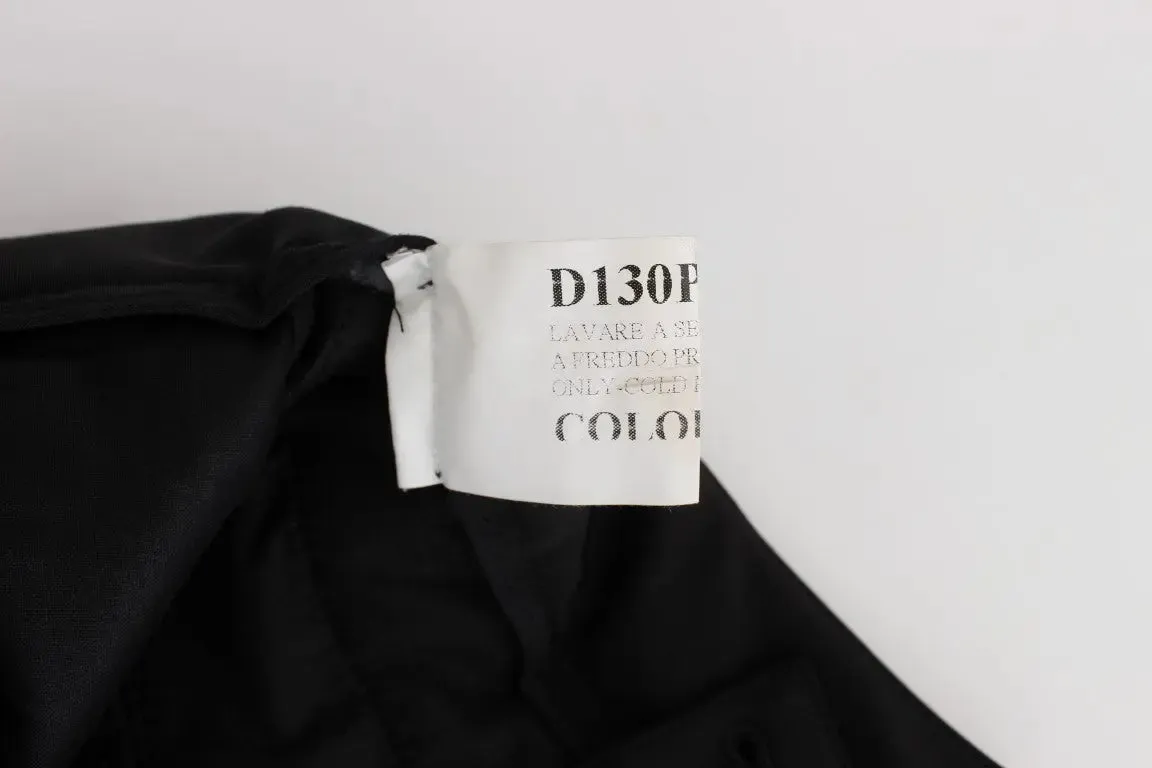 D130P
LAVARE A SE
A FREDDO PR
ONLY-COLD
COLO